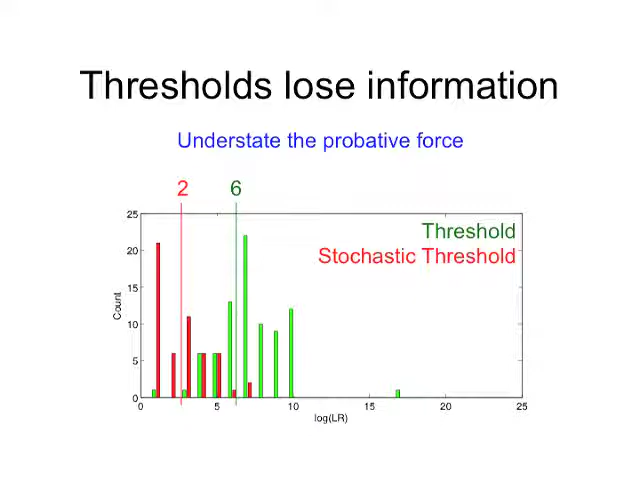 Thresholds lose information
Understate the probative force
2 6
Threshold
Stochastic Threshold
25
20
15
10
5
0
Count
0 5 10 15 20 25
log(LR)